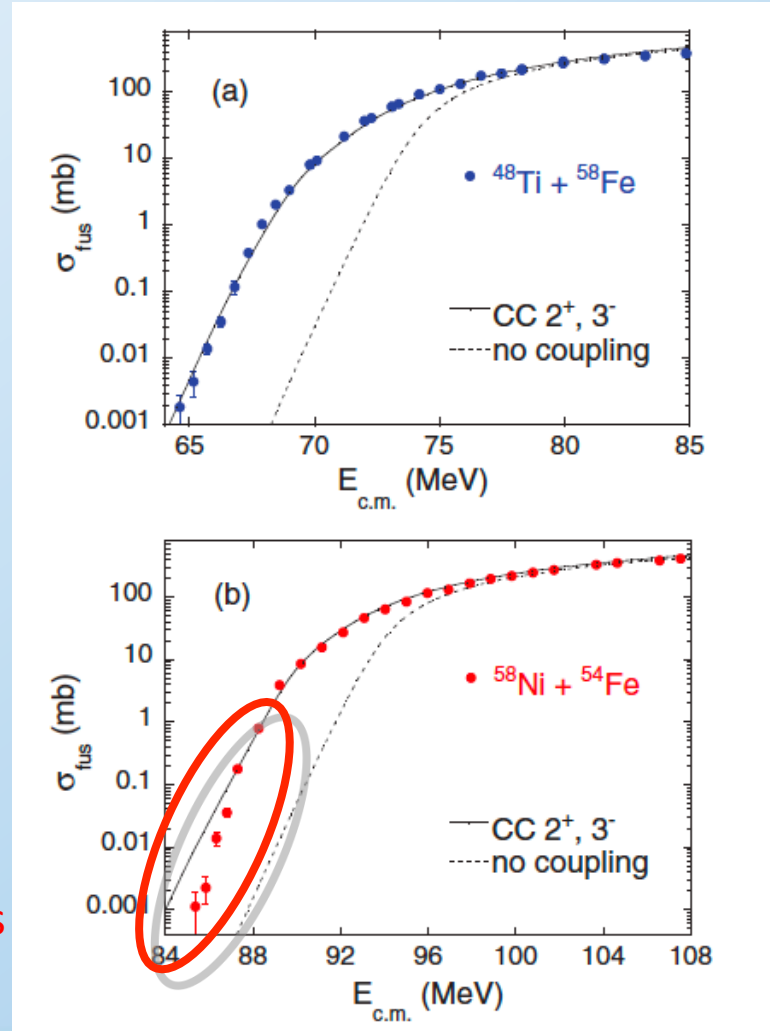 (a)
100
10
1
0.1
0.01
0.001
σfus (mb)
⁴⁸Ti + ⁵⁸Fe
CC 2⁺, 3⁻
no coupling
65 70 75 80 85
Ec.m. (MeV)
(b)
100
10
1
0.1
0.01
0.001
σfus (mb)
⁵⁸Ni + ⁵⁴Fe
CC 2⁺, 3⁻
no coupling
s
84 88 92 96 100 104 108
Ec.m. (MeV)